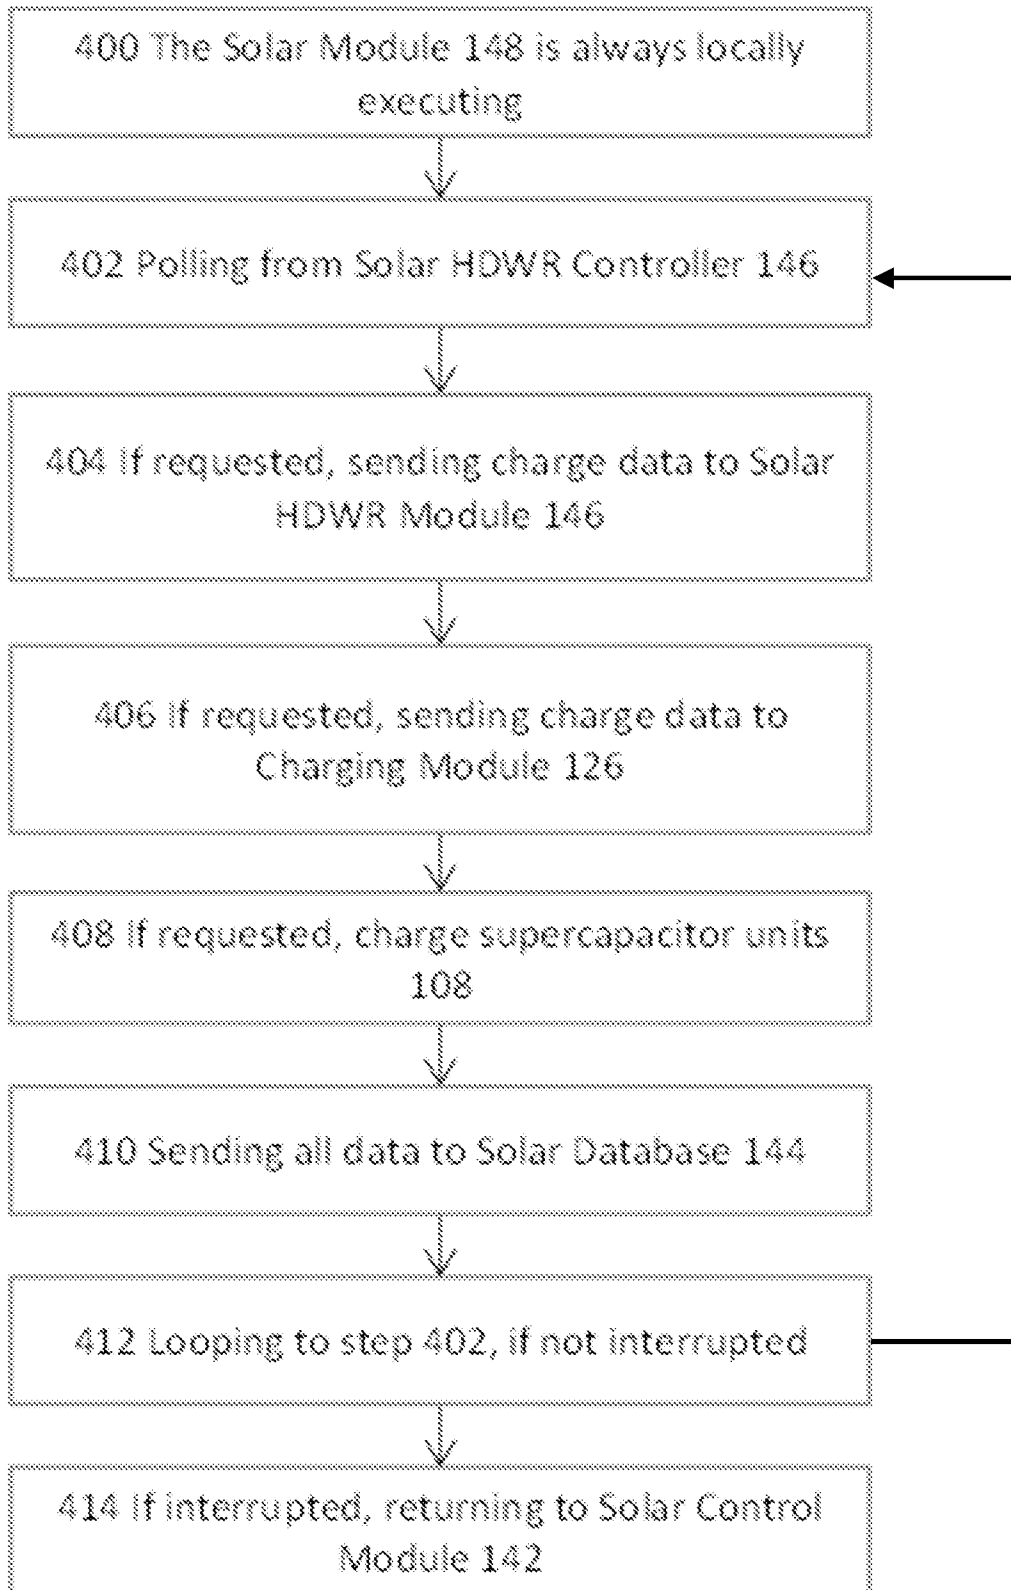 400 The Solar Module 148 is always locally
executing
402 Polling from Solar HDWR Controller 146
404 If requested, sending charge data to Solar
HDWR Module 146
406 If requested, sending charge data to
Charging Module 126
408 If requested, charge supercapacitor units
108
410 Sending all data to Solar Database 144
412 Looping to step 402, if not interrupted
414 If interrupted, returning to Solar Control
Module 142